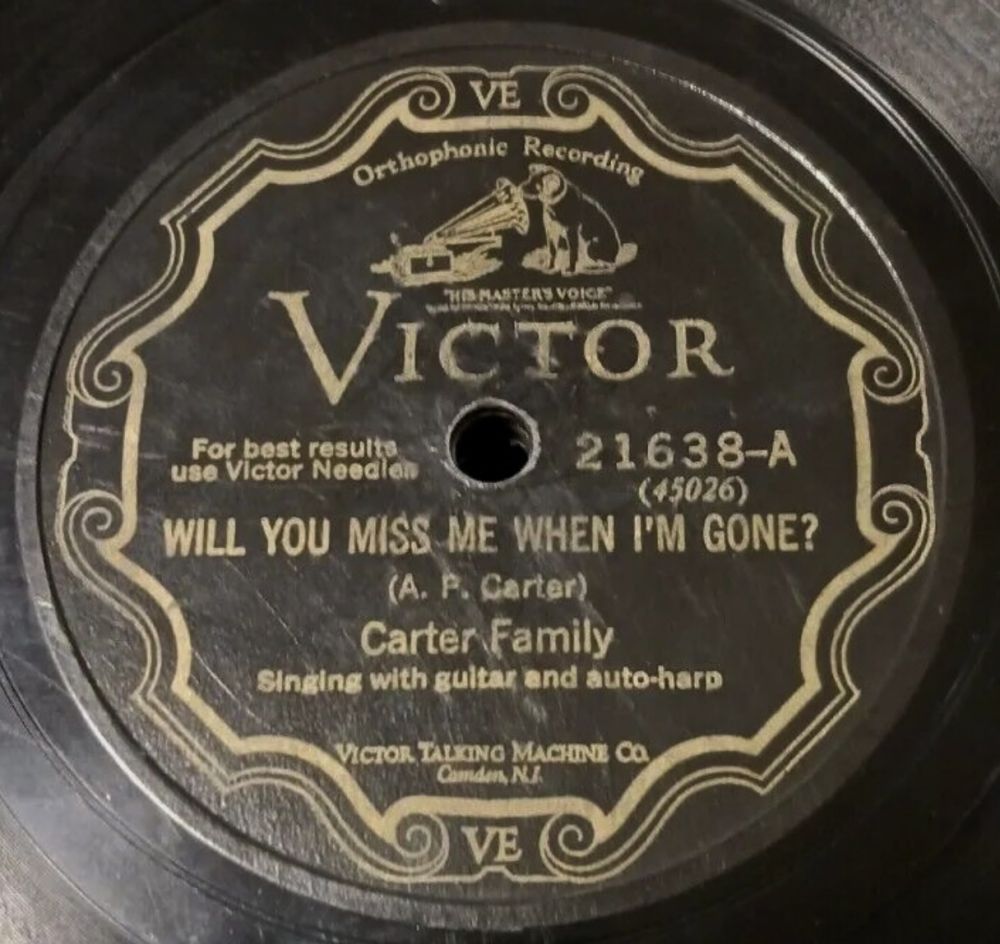 VE
Orthophonic Recording
"HIS MASTER'S VOICE"
VICTOR
For best results
use Victor Needles
21638-A
(45026)
WILL YOU MISS ME WHEN I'M GONE?
(A. P. Carter)
Carter Family
Singing with guitar and auto-harp
VICTOR TALKING MACHINE CO.
Camden, N.J.
VE